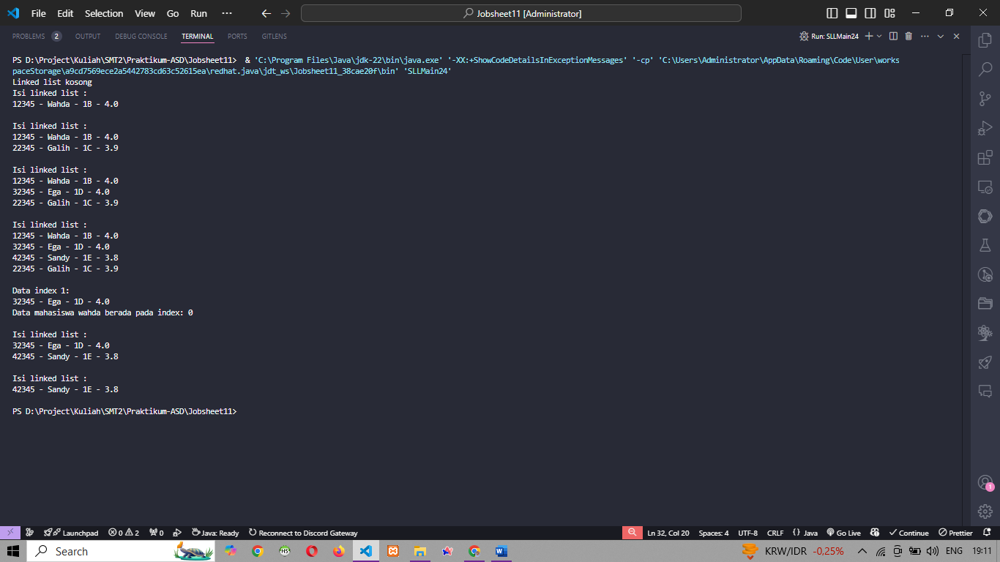 File Edit Selection View Go Run ··· Jobsheet11 [Administrator]
PROBLEMS 2 OUTPUT DEBUG CONSOLE TERMINAL PORTS GITLENS Run: SLLMain24
PS D:\Project\Kuliah\SMT2\Praktikum-ASD\Jobsheet11> & 'C:\Program Files\Java\jdk-22\bin\java.exe' '-XX:+ShowCodeDetailsInExceptionMessages' '-cp' 'C:\Users\Administrator\AppData\Roaming\Code\User\works
paceStorage\a9cd7569ece2a5442783cd63c52615ea\redhat.java\jdt_ws\Jobsheet11_38cae20f\bin' 'SLLMain24'
Linked list kosong
Isi linked list :
12345 - Wahda - 1B - 4.0
Isi linked list :
12345 - Wahda - 1B - 4.0
22345 - Galih - 1C - 3.9
Isi linked list :
12345 - Wahda - 1B - 4.0
32345 - Ega - 1D - 4.0
22345 - Galih - 1C - 3.9
Isi linked list :
12345 - Wahda - 1B - 4.0
32345 - Ega - 1D - 4.0
42345 - Sandy - 1E - 3.8
22345 - Galih - 1C - 3.9
Data index 1:
32345 - Ega - 1D - 4.0
Data mahasiswa wahda berada pada index: 0
Isi linked list :
32345 - Ega - 1D - 4.0
42345 - Sandy - 1E - 3.8
Isi linked list :
42345 - Sandy - 1E - 3.8
PS D:\Project\Kuliah\SMT2\Praktikum-ASD\Jobsheet11>
1
Launchpad 0 2 0 Java: Ready Reconnect to Discord Gateway Ln 32, Col 20 Spaces: 4 UTF-8 CRLF {} Java Go Live Continue Prettier
Search HS KRW/IDR -0,25% ENG 19:11